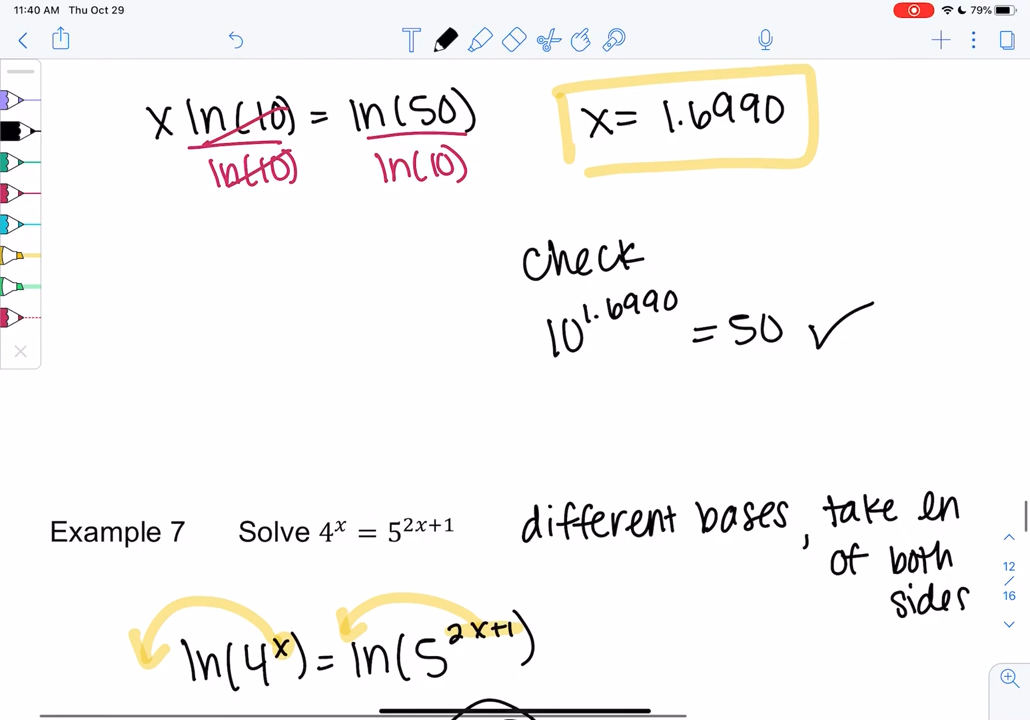 11:40 AM Thu Oct 29
79%
x ln(10) = ln(50)
ln(10) ln(10)
x = 1.6990
check
10^1.6990 = 50 ✓
Example 7 Solve 4^x = 5^(2x+1)
different bases, take ln
of both
sides
ln(4^x) = ln(5^(2x+1))
12
/
16